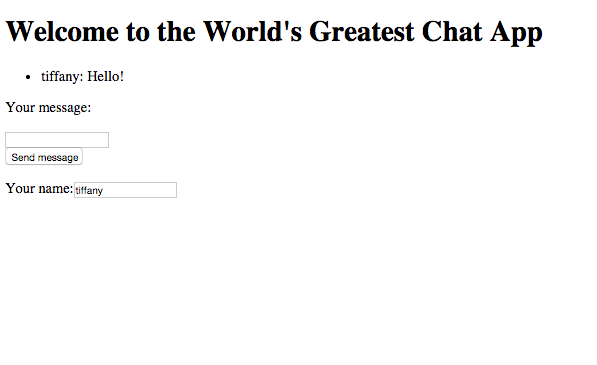 Welcome to the World's Greatest Chat App
• tiffany: Hello!
Your message:
Send message
Your name: tiffany